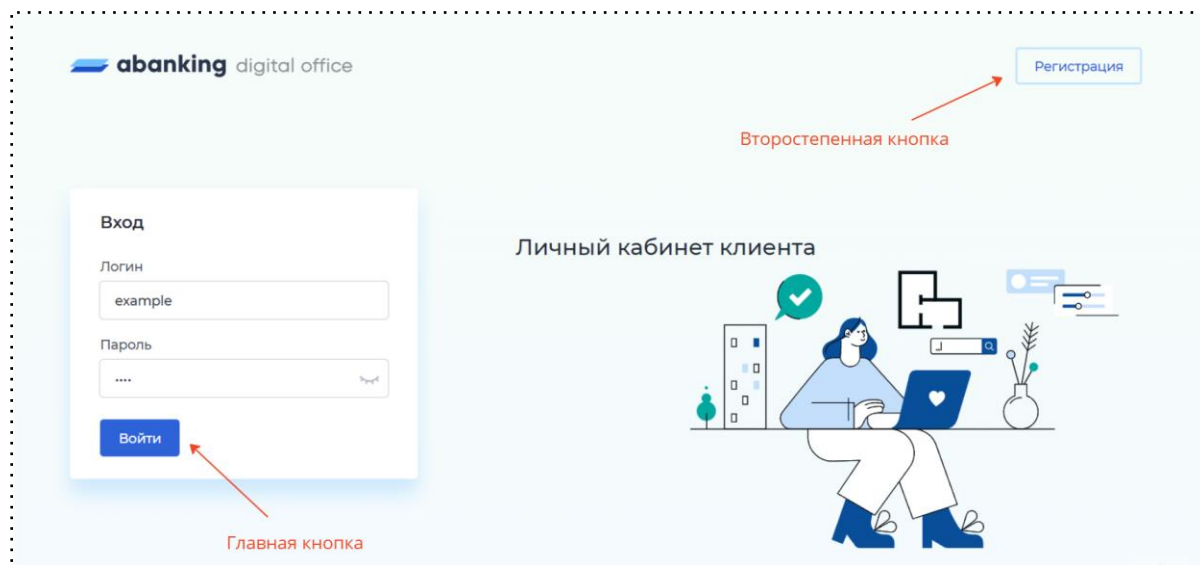 abanking digital office
Регистрация
Второстепенная кнопка
Вход
Логин
example
Пароль
....
Войти
Главная кнопка
Личный кабинет клиента